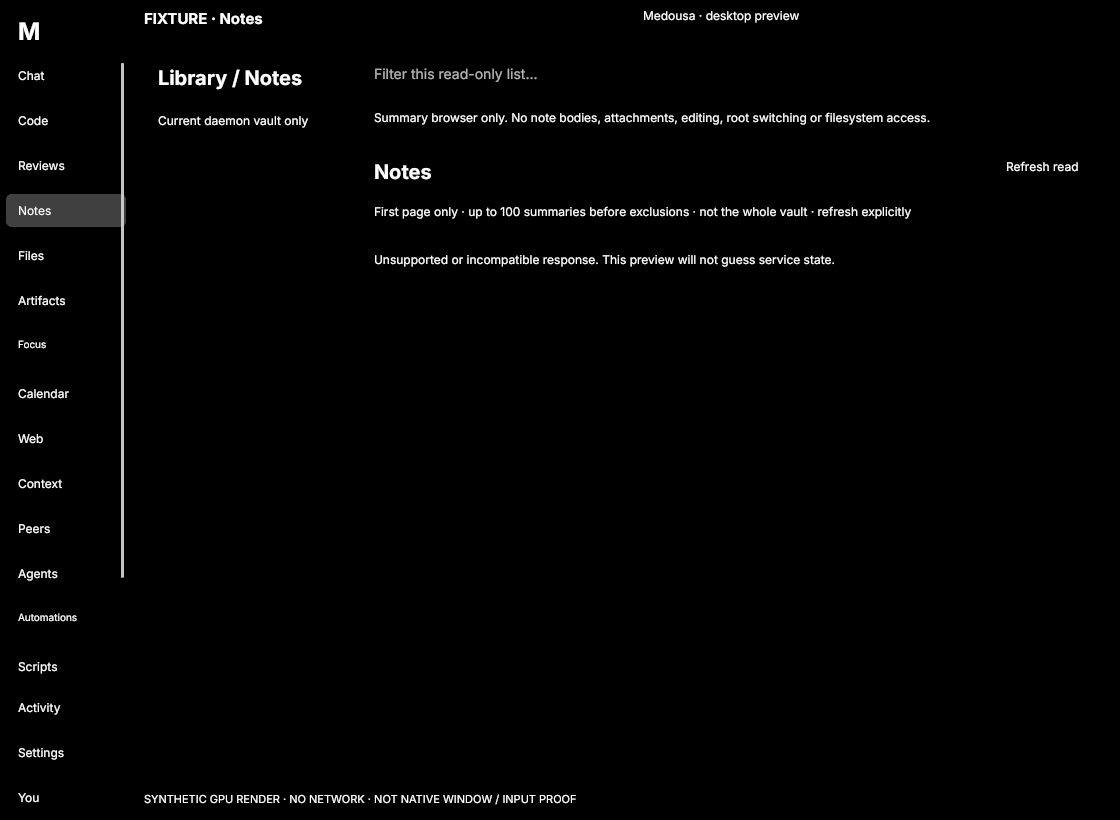 M
Chat
Code
Reviews
Notes
Files
Artifacts
Focus
Calendar
Web
Context
Peers
Agents
Automations
Scripts
Activity
Settings
You
FIXTURE · Notes
Medousa · desktop preview
Library / Notes
Current daemon vault only
Filter this read-only list...
Summary browser only. No note bodies, attachments, editing, root switching or filesystem access.
Notes
Refresh read
First page only · up to 100 summaries before exclusions · not the whole vault · refresh explicitly
Unsupported or incompatible response. This preview will not guess service state.
SYNTHETIC GPU RENDER · NO NETWORK · NOT NATIVE WINDOW / INPUT PROOF